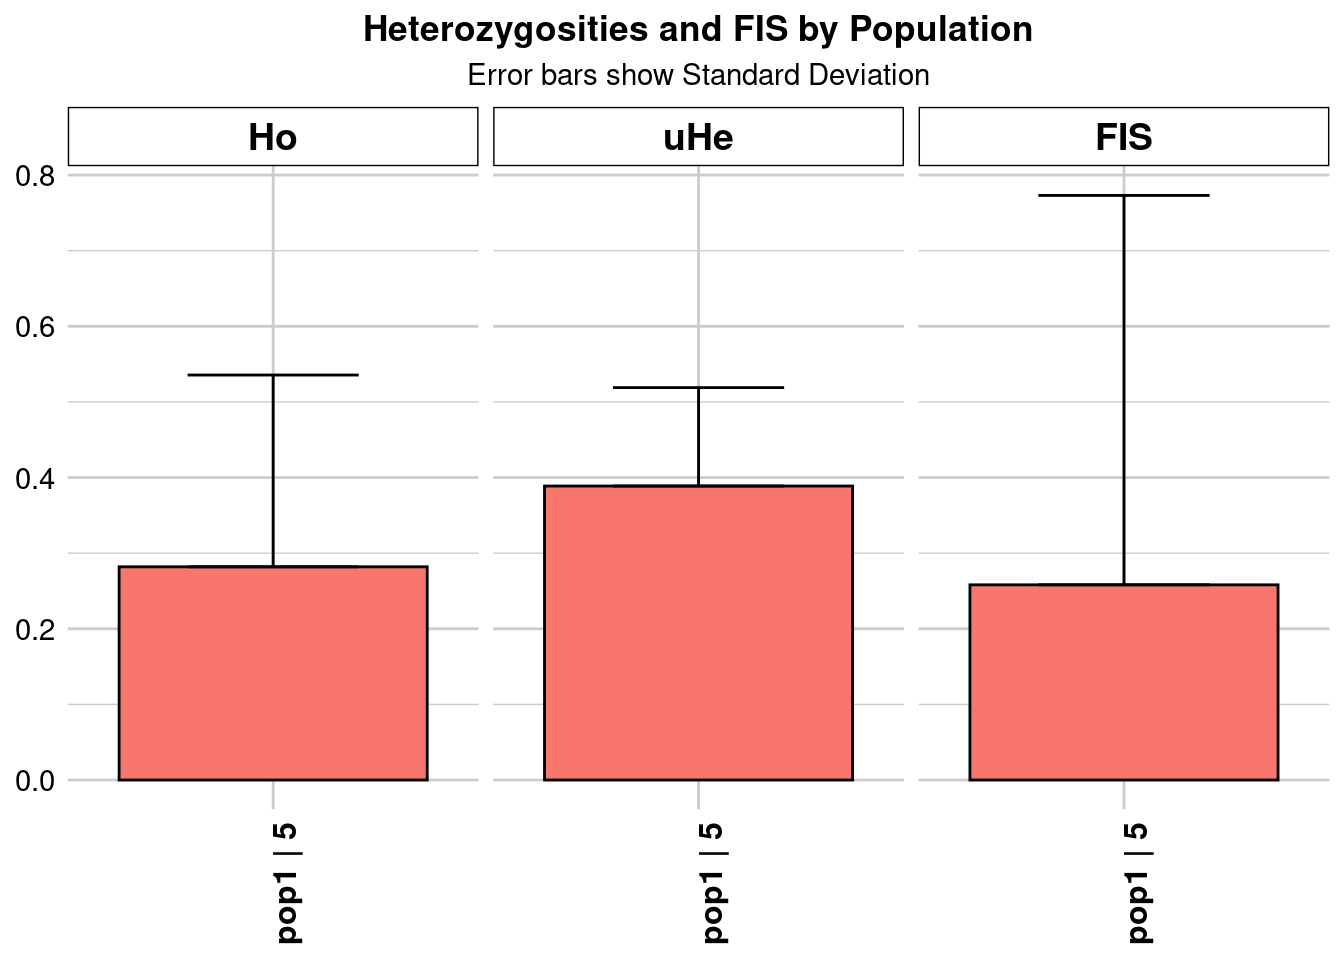 Heterozygosities and FIS by Population
Error bars show Standard Deviation
Ho
uHe
FIS
0.8
0.6
0.4
0.2
0.0
pop1 | 5
pop1 | 5
pop1 | 5